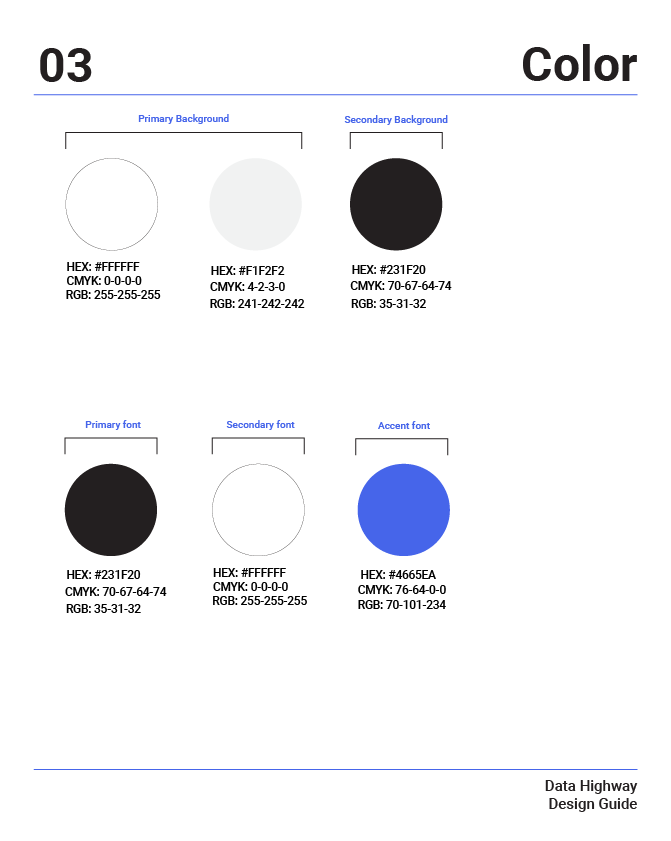 03
Color
Primary Background
Secondary Background
HEX: #FFFFFF
CMYK: 0-0-0-0
RGB: 255-255-255
HEX: #F1F2F2
CMYK: 4-2-3-0
RGB: 241-242-242
HEX: #231F20
CMYK: 70-67-64-74
RGB: 35-31-32
Primary font
Secondary font
Accent font
HEX: #231F20
CMYK: 70-67-64-74
RGB: 35-31-32
HEX: #FFFFFF
CMYK: 0-0-0-0
RGB: 255-255-255
HEX: #4665EA
CMYK: 76-64-0-0
RGB: 70-101-234
Data Highway
Design Guide